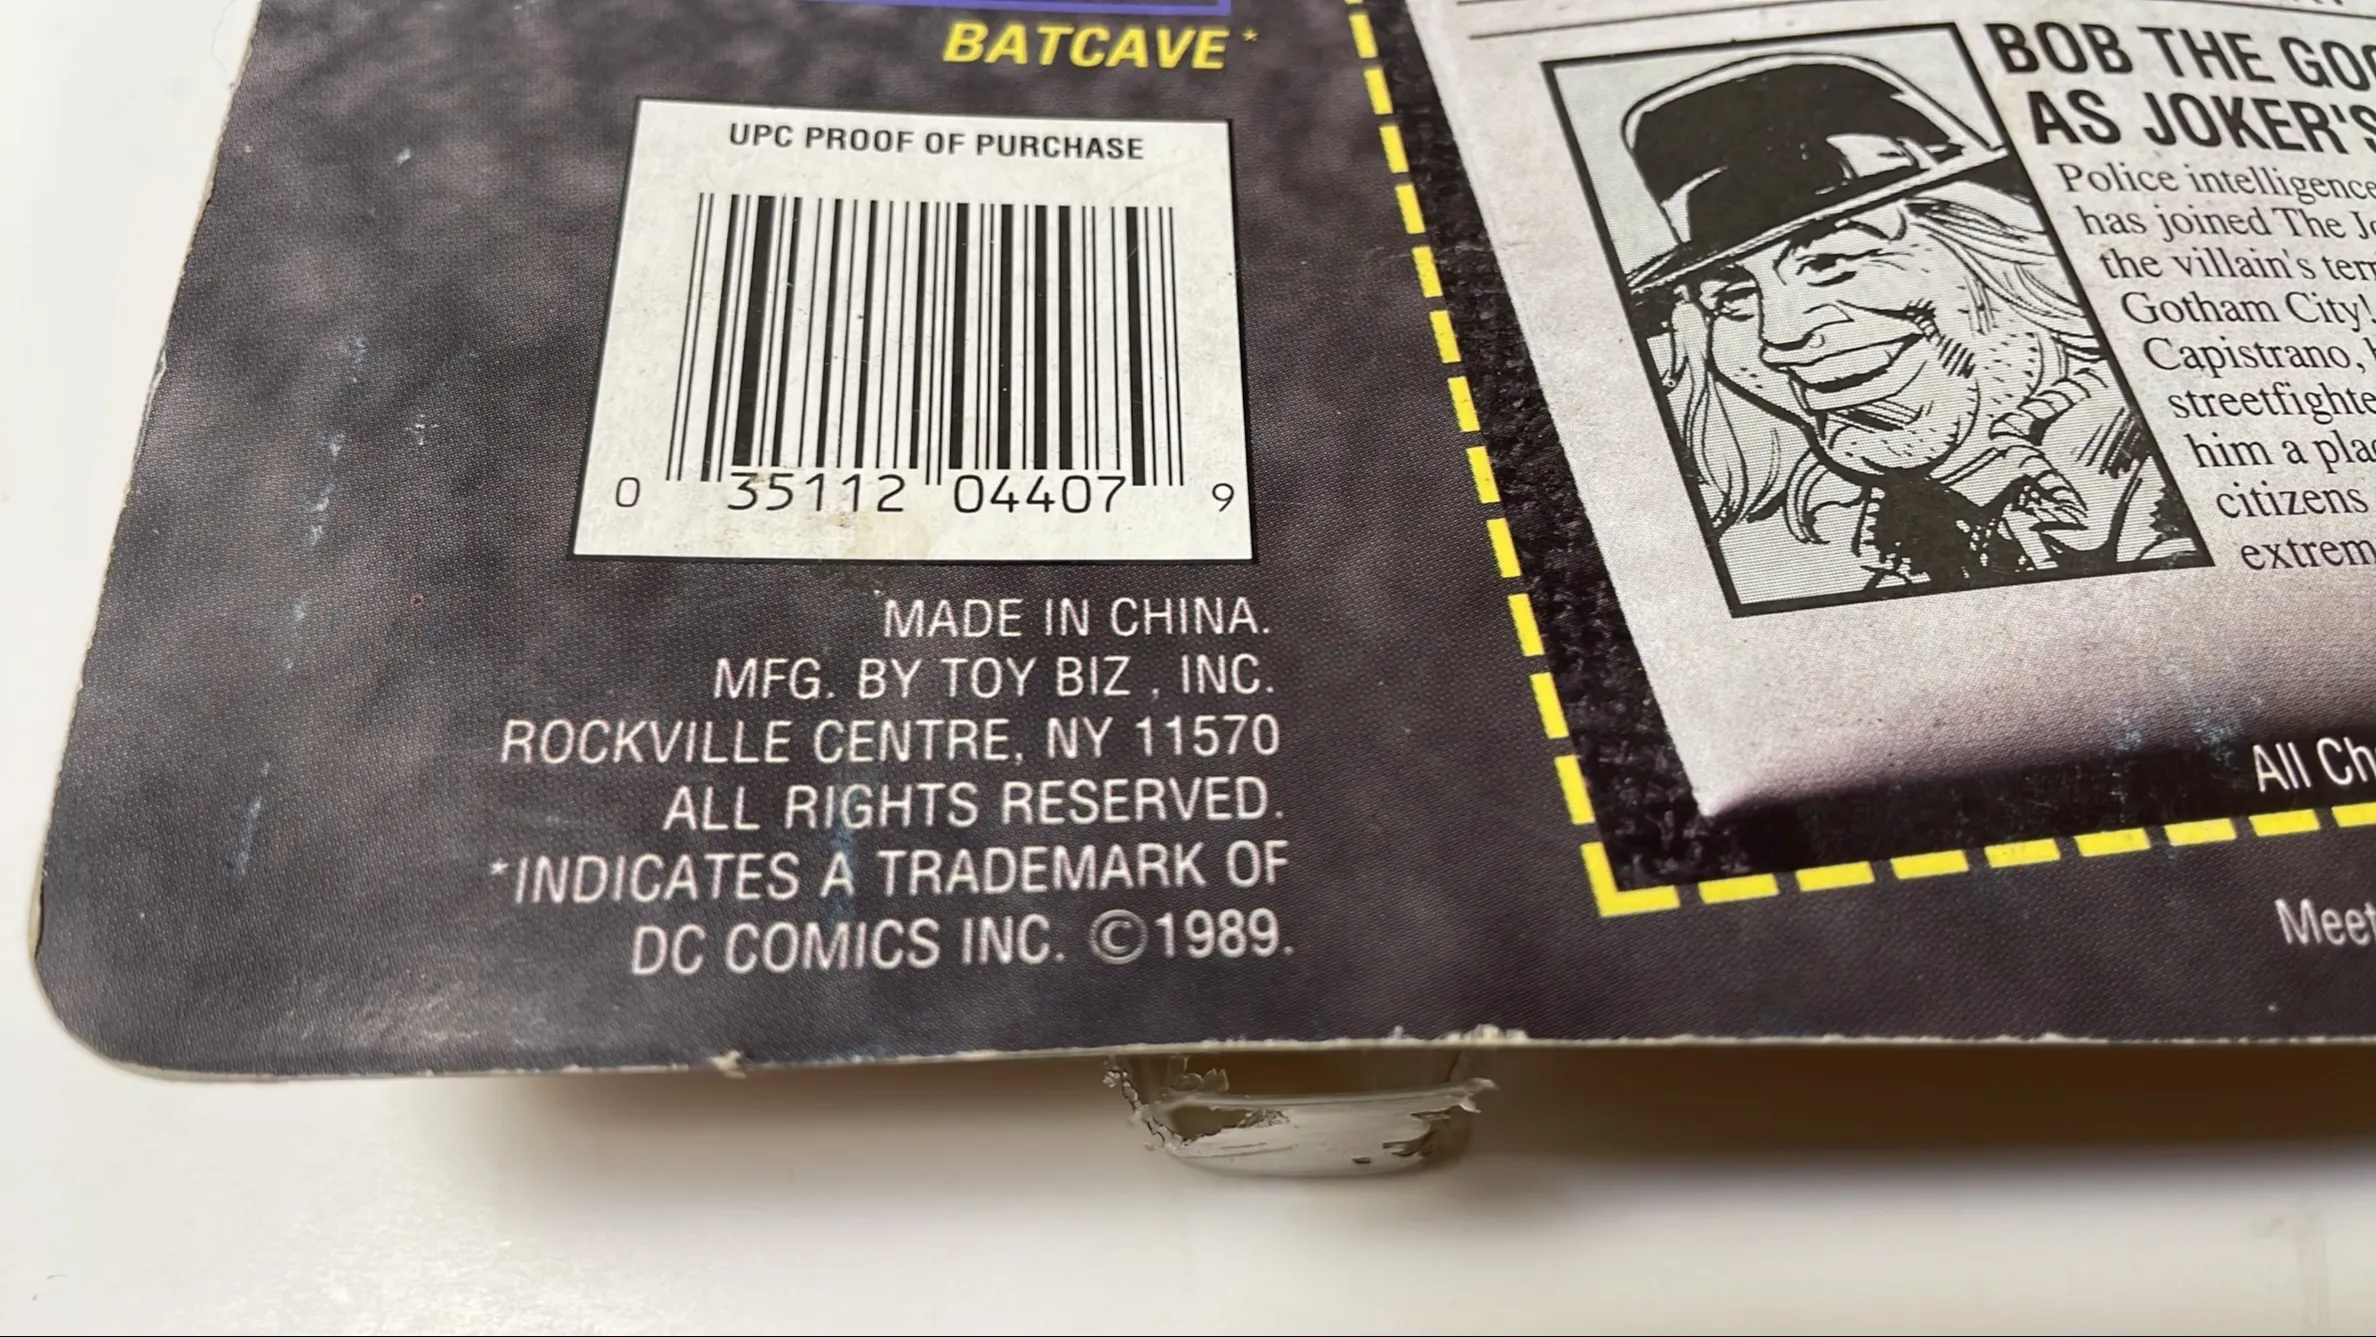 BATCAVE*
UPC PROOF OF PURCHASE
0 35112 04407 9
MADE IN CHINA.
MFG. BY TOY BIZ , INC.
ROCKVILLE CENTRE, NY 11570
ALL RIGHTS RESERVED.
*INDICATES A TRADEMARK OF
DC COMICS INC. ©1989.
BOB THE
AS JOKER'S
Police intelligence
has joined The
the villain's
Gotham City!
Capistrano,
him a
citizens
All
Meet